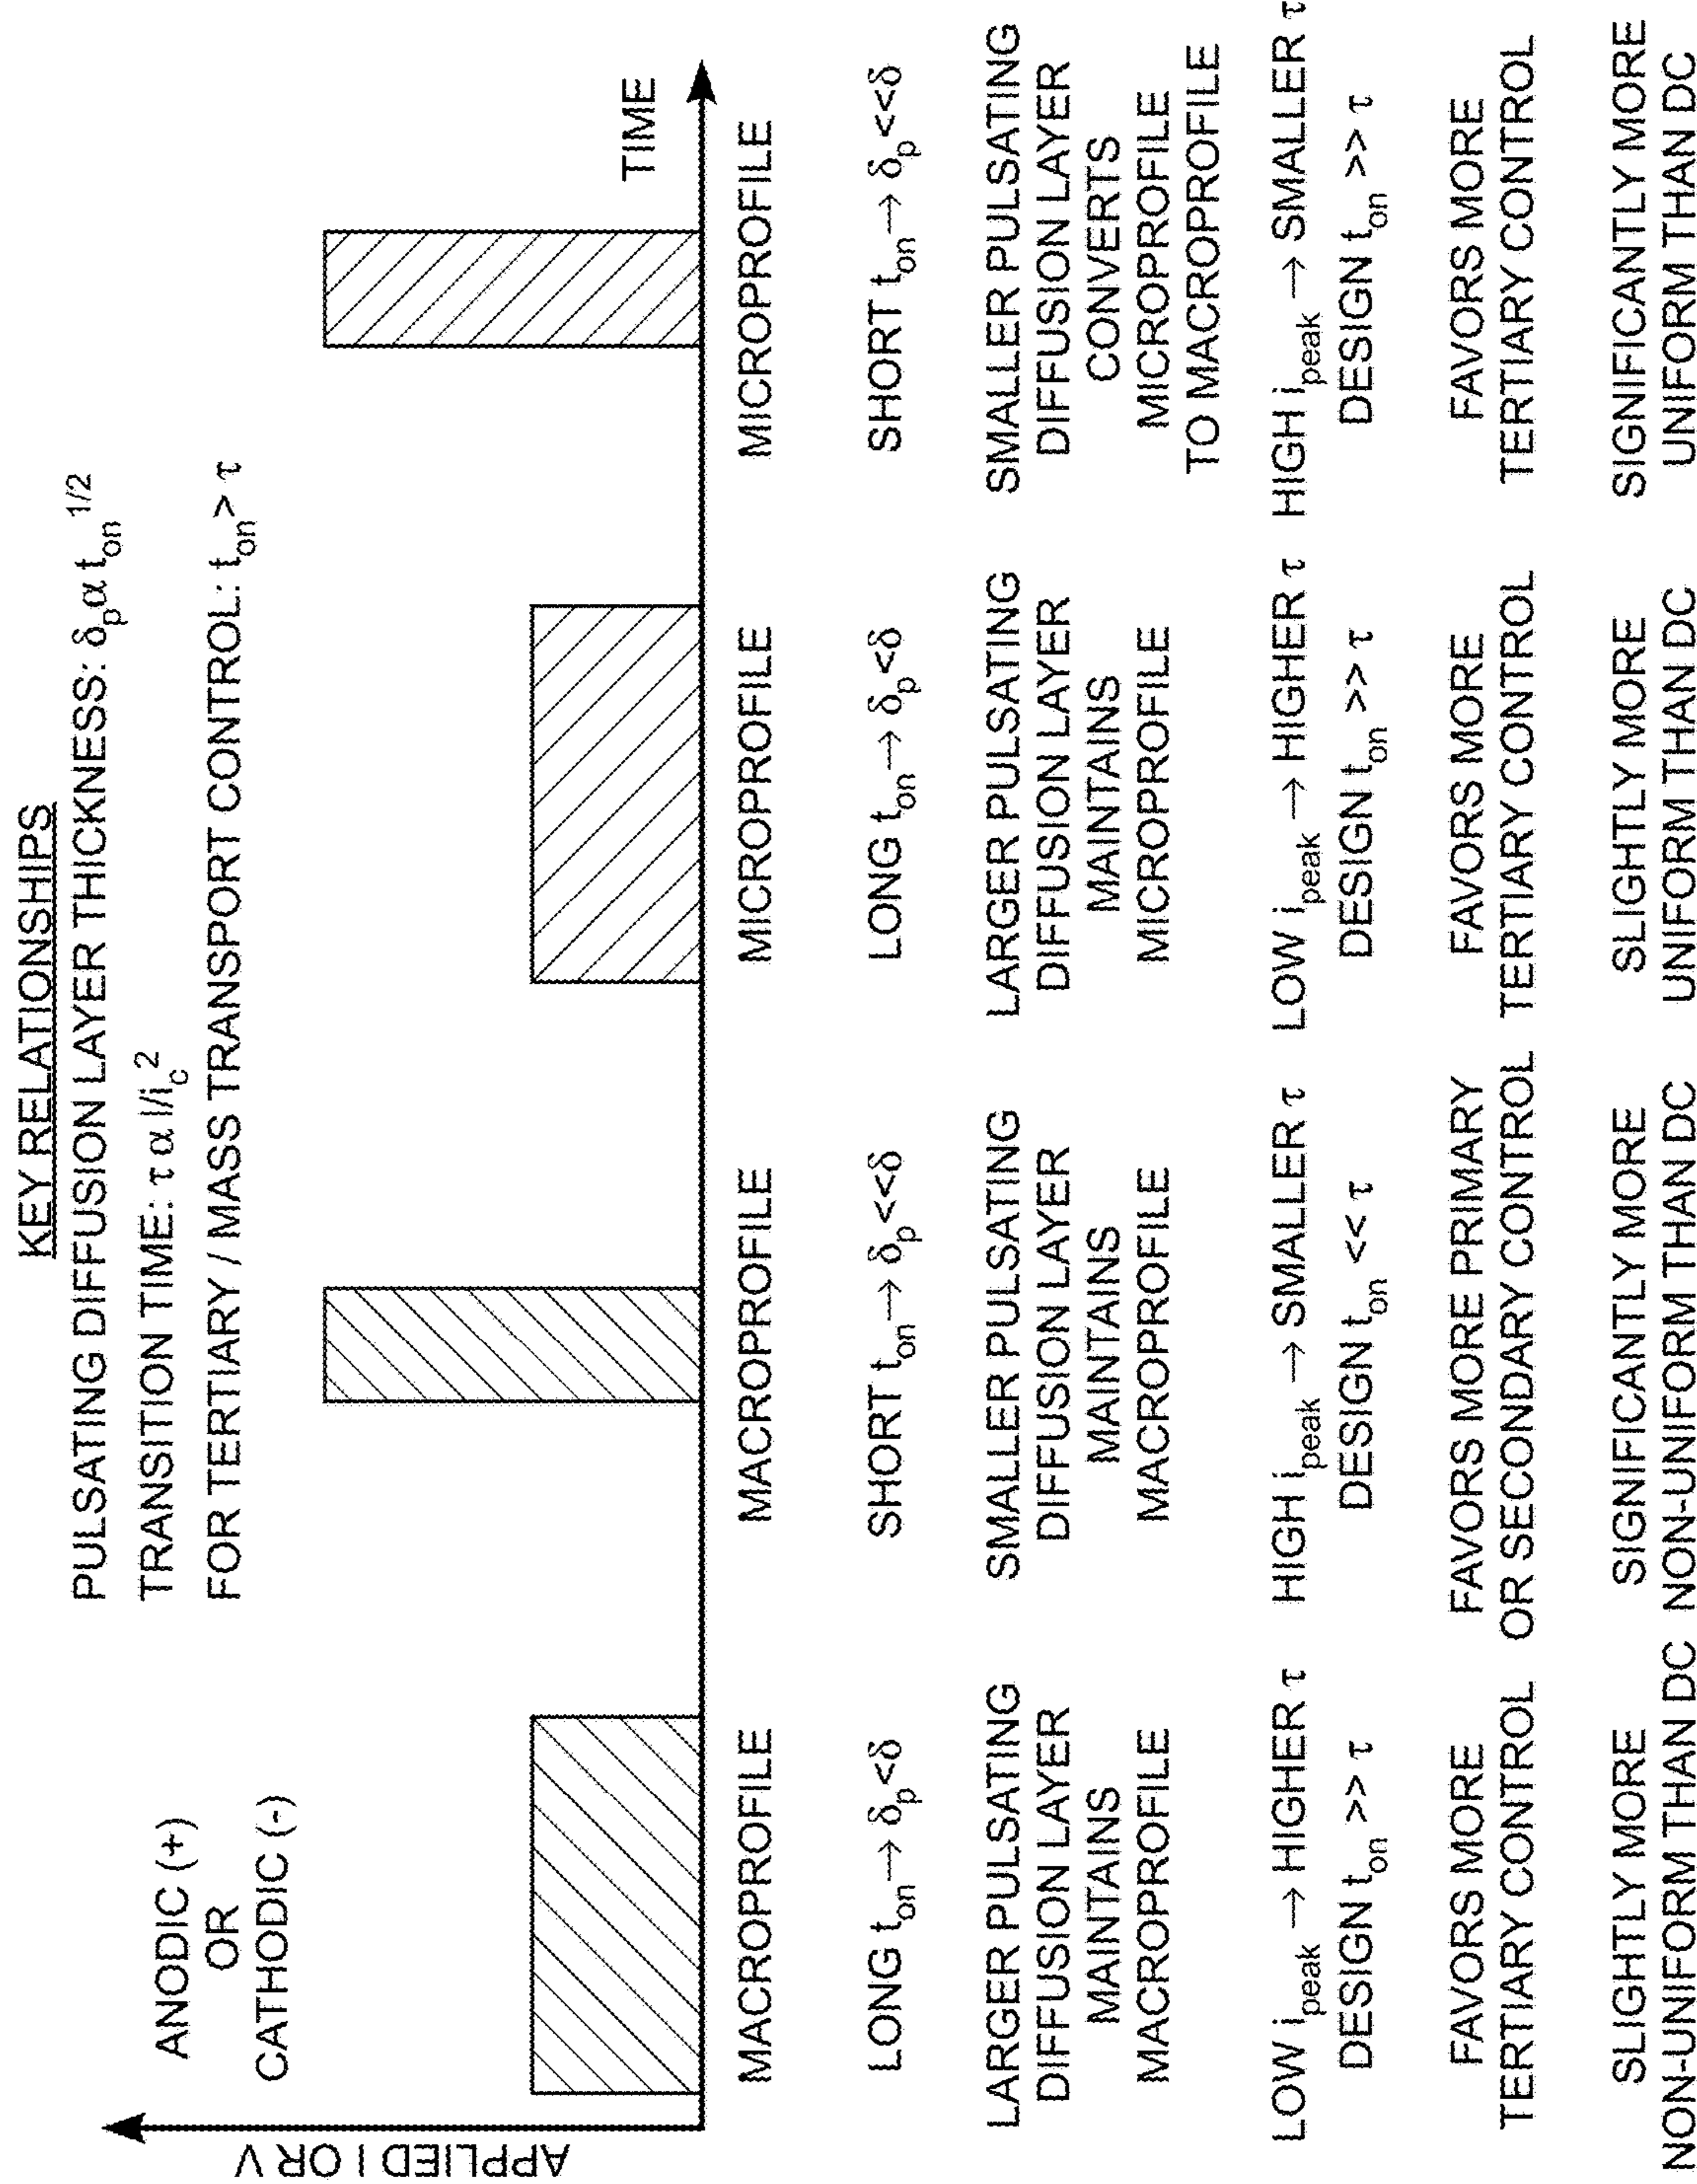 KEY RELATIONSHIPS
PULSATING DIFFUSION LAYER THICKNESS: δp α ton 1/2
TRANSITION TIME: τ α l/ic2
FOR TERTIARY / MASS TRANSPORT CONTROL: ton > τ
ANODIC (+)
OR
CATHODIC (-)
APPLIED I OR V
TIME
MACROPROFILE
LONG ton → δp <δ
LARGER PULSATING
DIFFUSION LAYER
MAINTAINS
MACROPROFILE
LOW ipeak → HIGHER τ
DESIGN ton >> τ
FAVORS MORE
TERTIARY CONTROL
SLIGHTLY MORE
NON-UNIFORM THAN DC
MACROPROFILE
SHORT ton → δp <<δ
SMALLER PULSATING
DIFFUSION LAYER
MAINTAINS
MACROPROFILE
HIGH ipeak → SMALLER τ
DESIGN ton << τ
FAVORS MORE PRIMARY
OR SECONDARY CONTROL
SIGNIFICANTLY MORE
NON-UNIFORM THAN DC
MICROPROFILE
LONG ton → δp <δ
LARGER PULSATING
DIFFUSION LAYER
MAINTAINS
MICROPROFILE
LOW ipeak → HIGHER τ
DESIGN ton >> τ
FAVORS MORE
TERTIARY CONTROL
SLIGHTLY MORE
UNIFORM THAN DC
MICROPROFILE
SHORT ton → δp <<δ
SMALLER PULSATING
DIFFUSION LAYER
CONVERTS
MICROPROFILE
TO MACROPROFILE
HIGH ipeak → SMALLER τ
DESIGN ton >> τ
FAVORS MORE
TERTIARY CONTROL
SIGNIFICANTLY MORE
UNIFORM THAN DC